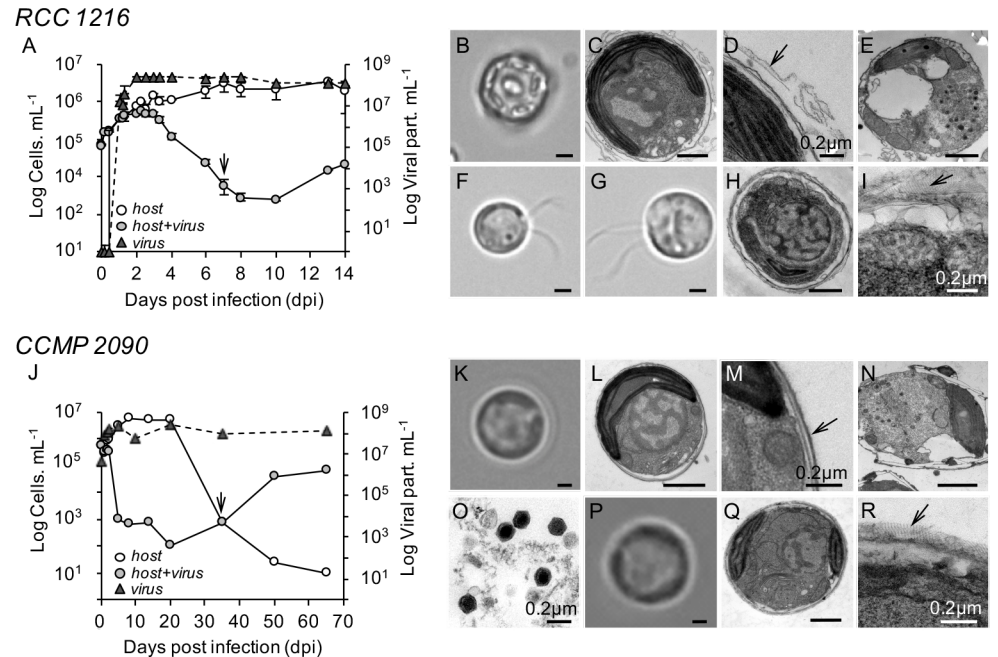 RCC 1216
A
Log Cells. mL⁻¹
10⁷
10⁶
10⁵
10⁴
10²
10¹
Log Viral part. mL⁻¹
10⁹
10⁷
10⁵
10³
10¹
host
host+virus
virus
0 2 4 6 8 10 12 14
Days post infection (dpi)
B
C
D
0.2µm
E
F
G
H
I
0.2µm
CCMP 2090
J
Log Cells. mL⁻¹
10⁷
10⁵
10³
10¹
Log Viral part. mL⁻¹
10⁹
10⁷
10⁵
10³
10¹
host
host+virus
virus
0 10 20 30 40 50 60 70
Days post infection (dpi)
K
L
M
0.2µm
N
O
0.2µm
P
Q
R
0.2µm